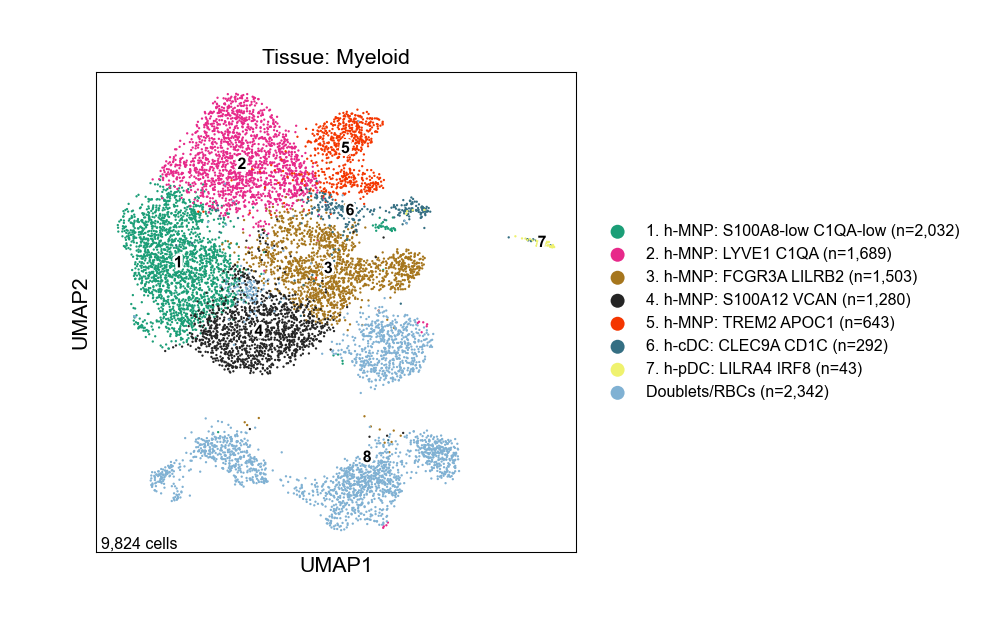 Tissue: Myeloid
2
5
6
1
3
7
4
8
9,824 cells
UMAP1
UMAP2
1. h-MNP: S100A8-low C1QA-low (n=2,032)
2. h-MNP: LYVE1 C1QA (n=1,689)
3. h-MNP: FCGR3A LILRB2 (n=1,503)
4. h-MNP: S100A12 VCAN (n=1,280)
5. h-MNP: TREM2 APOC1 (n=643)
6. h-cDC: CLEC9A CD1C (n=292)
7. h-pDC: LILRA4 IRF8 (n=43)
Doublets/RBCs (n=2,342)